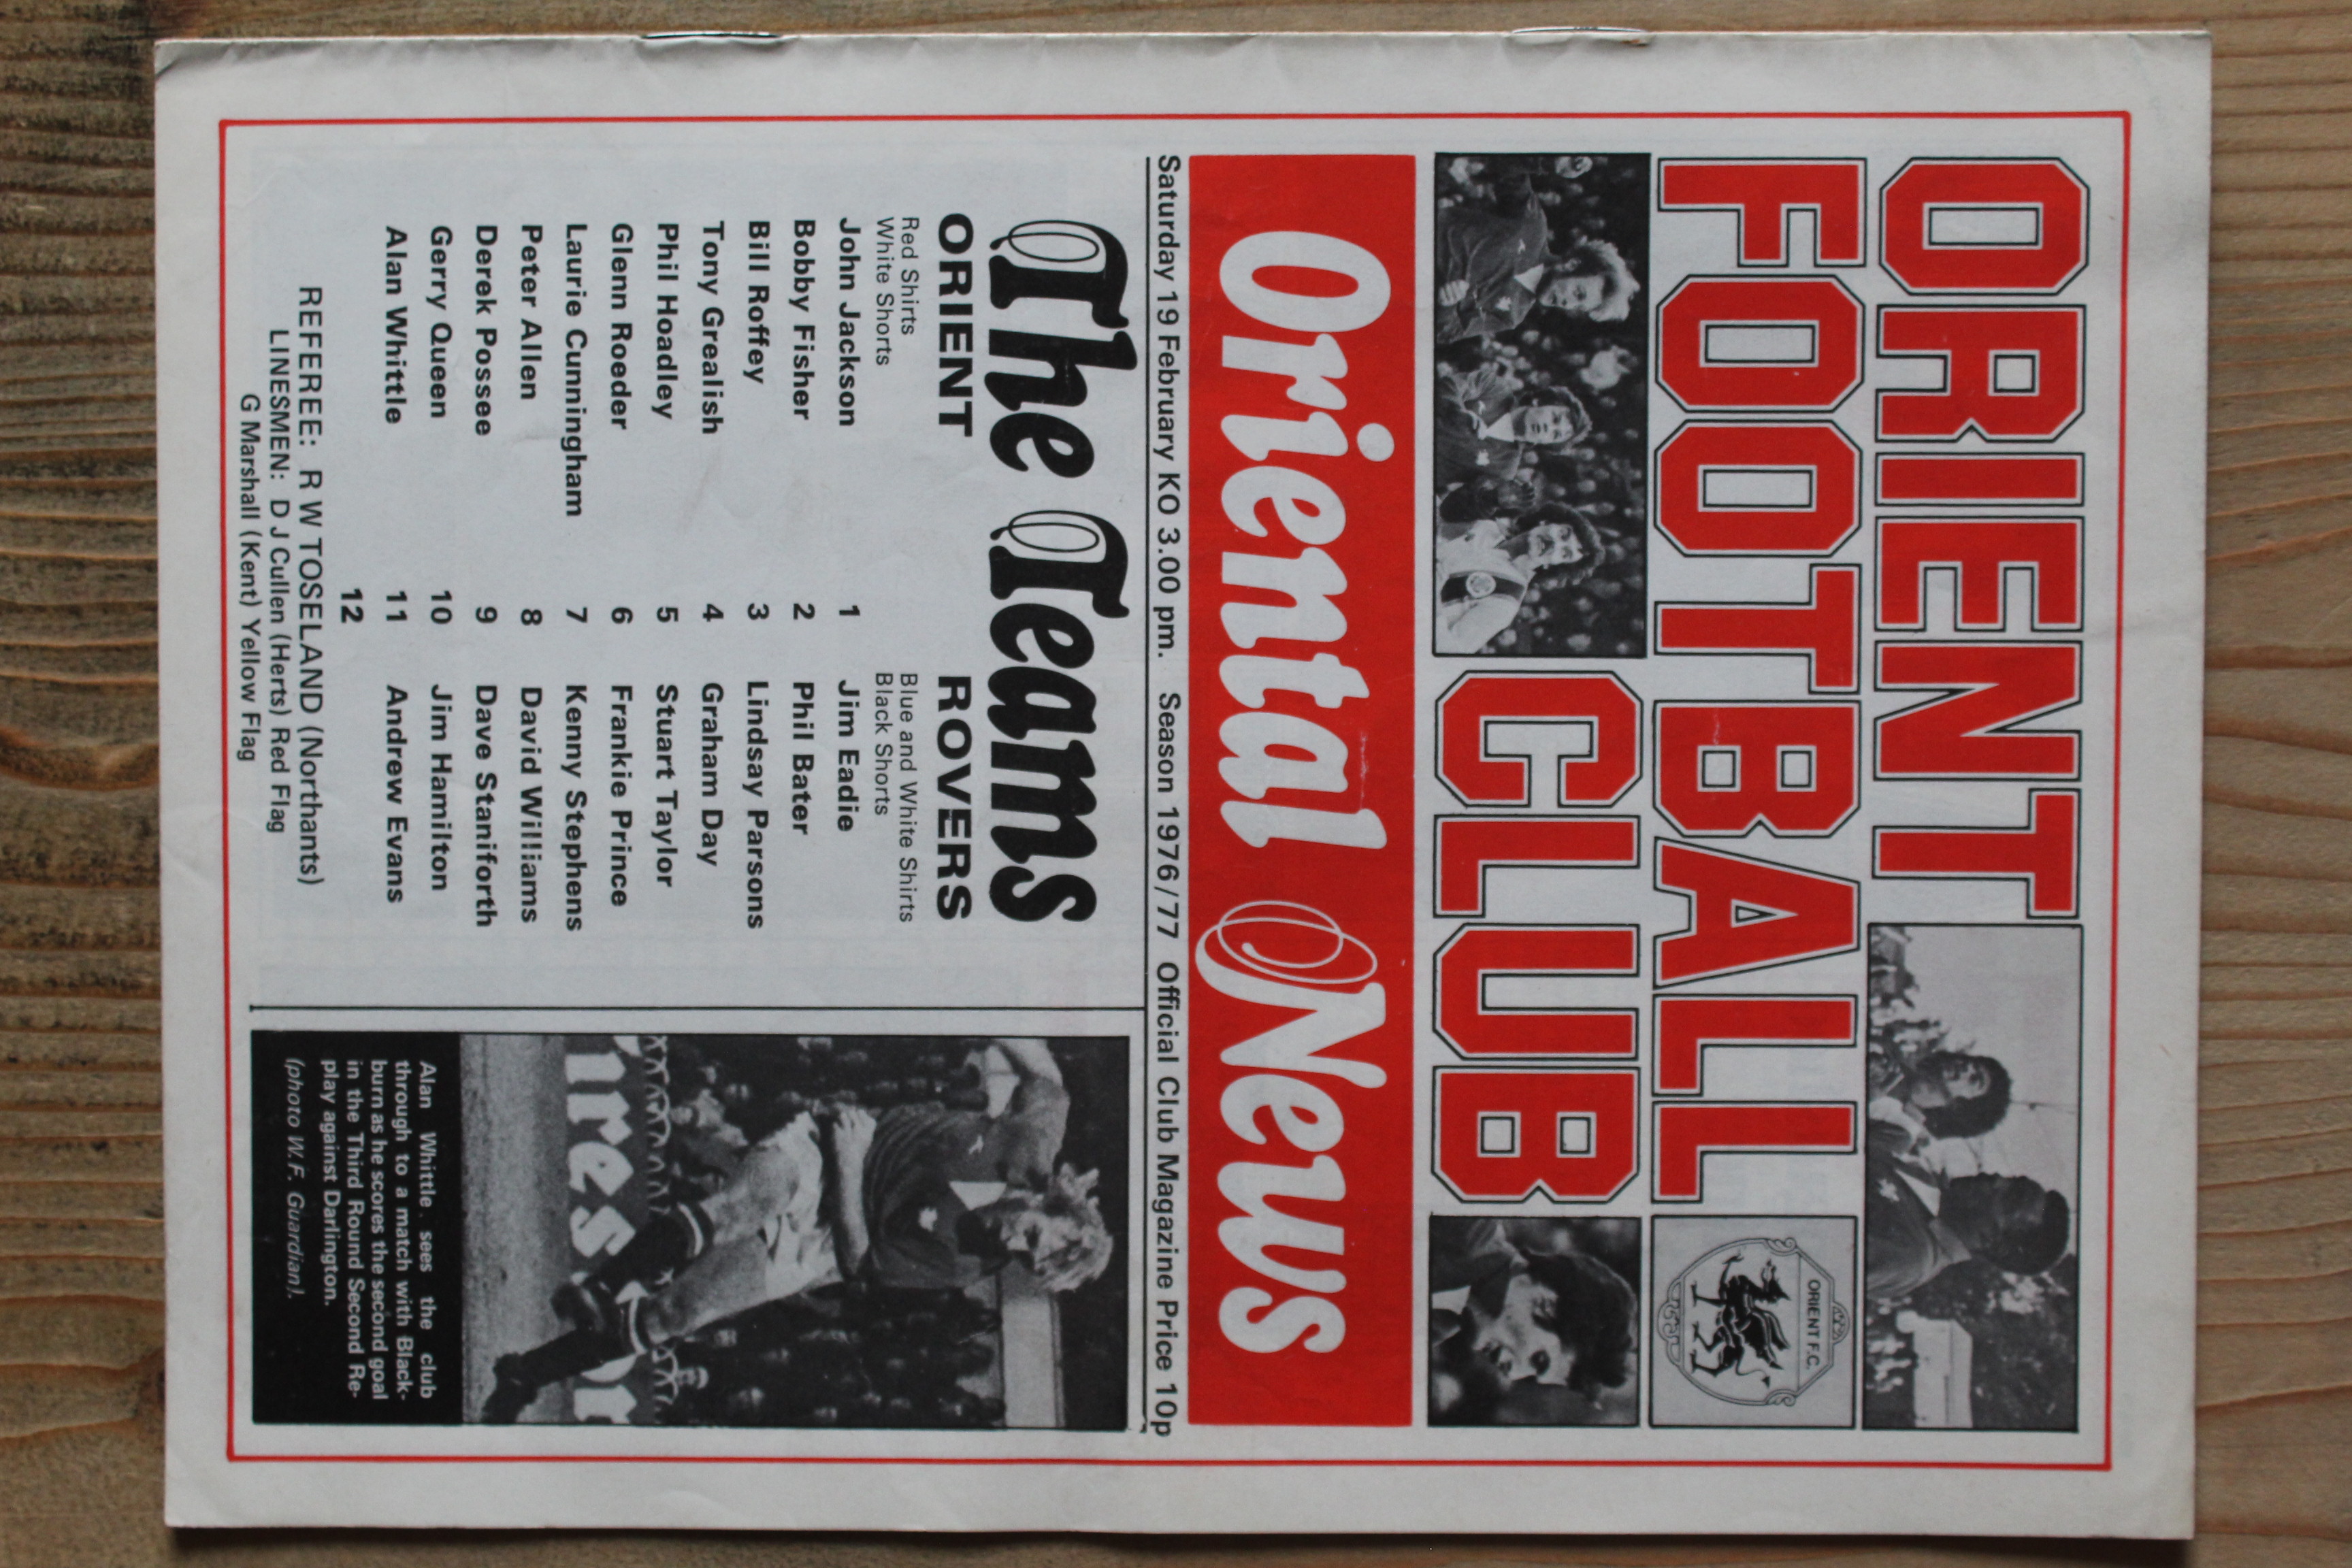 ORIENT
FOOTBALL
ORIENT F.C.
CLUB
Oriental News
Saturday 19 February KO 3.00 pm. Season 1976/77 Official Club Magazine Price 10p
The Teams
ORIENT ROVERS
Red Shirts Blue and White Shirts
White Shorts Black Shorts
John Jackson 1 Jim Eadie
Bobby Fisher 2 Phil Bater
Bill Roffey 3 Lindsay Parsons
Tony Grealish 4 Graham Day
Phil Hoadley 5 Stuart Taylor
Glenn Roeder 6 Frankie Prince
Laurie Cunningham 7 Kenny Stephens
Peter Allen 8 David Williams
Derek Possee 9 Dave Staniforth
Gerry Queen 10 Jim Hamilton
Alan Whittle 11 Andrew Evans
12
REFEREE: R W TOSELAND (Northants)
LINESMEN: D J Cullen (Herts) Red Flag
G Marshall (Kent) Yellow Flag
Alan Whittle sees the club
through to a match with Black-
burn as he scores the second goal
in the Third Round Second Re-
play against Darlington.
(photo W.F. Guardian).